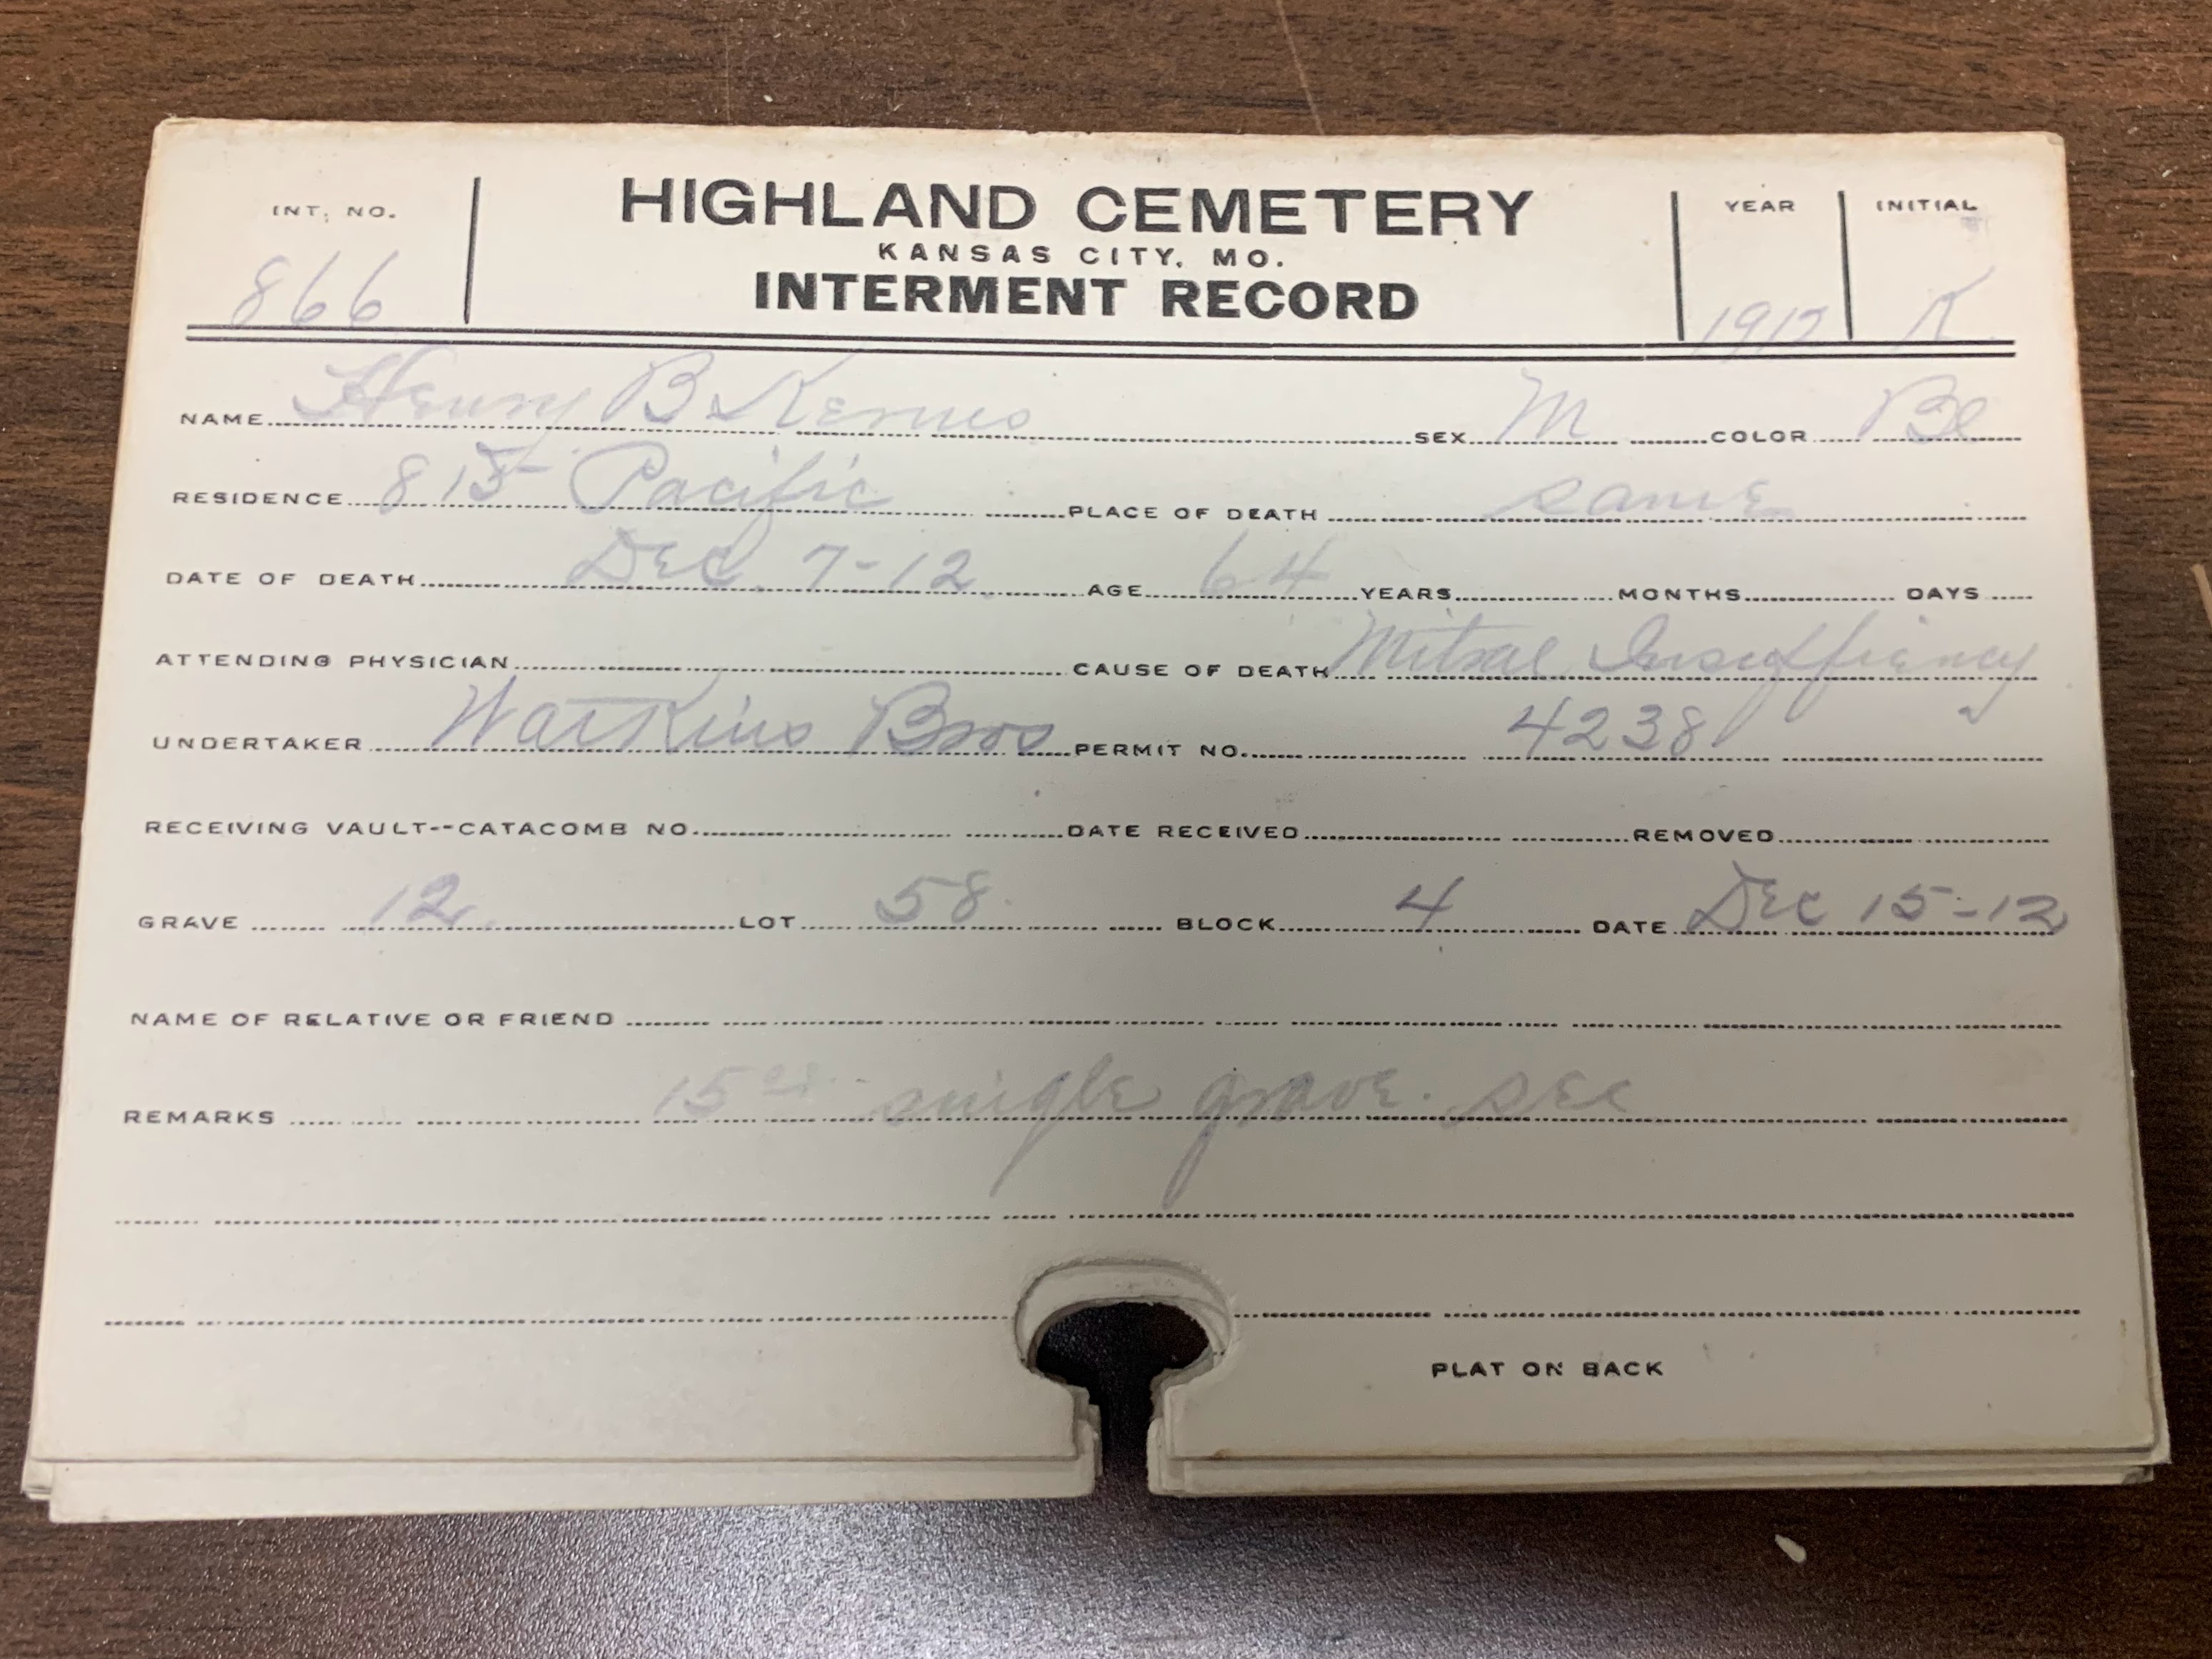 INT. NO. HIGHLAND CEMETERY YEAR INITIAL
KANSAS CITY, MO.
866 INTERMENT RECORD 1912 K
NAME Henry B Kerns SEX M COLOR Bl
RESIDENCE 815 Pacific PLACE OF DEATH same
DATE OF DEATH Dec. 7-12 AGE 64 YEARS MONTHS DAYS
ATTENDING PHYSICIAN CAUSE OF DEATH Mitral Insufficiency
UNDERTAKER Watkins Bros PERMIT NO. 4238
RECEIVING VAULT--CATACOMB NO. DATE RECEIVED REMOVED
GRAVE 12 LOT 58 BLOCK 4 DATE Dec 15-12
NAME OF RELATIVE OR FRIEND
REMARKS single grave. sec
PLAT ON BACK